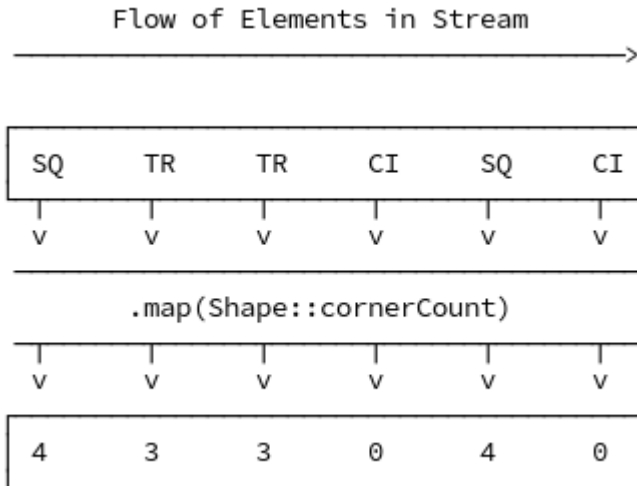 Flow of Elements in Stream
SQ TR TR CI SQ CI
v v v v v v
.map(Shape::cornerCount)
v v v v v v
4 3 3 0 4 0